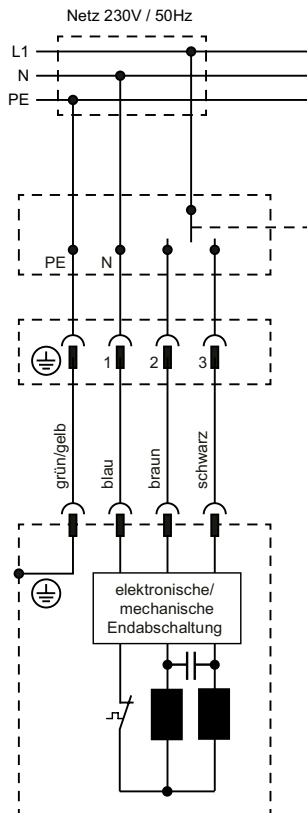 Netz 230V / 50Hz
L1
N
PE
PE N
1 2 3
grün/gelb
blau
braun
schwarz
elektronische/
mechanische
Endabschaltung